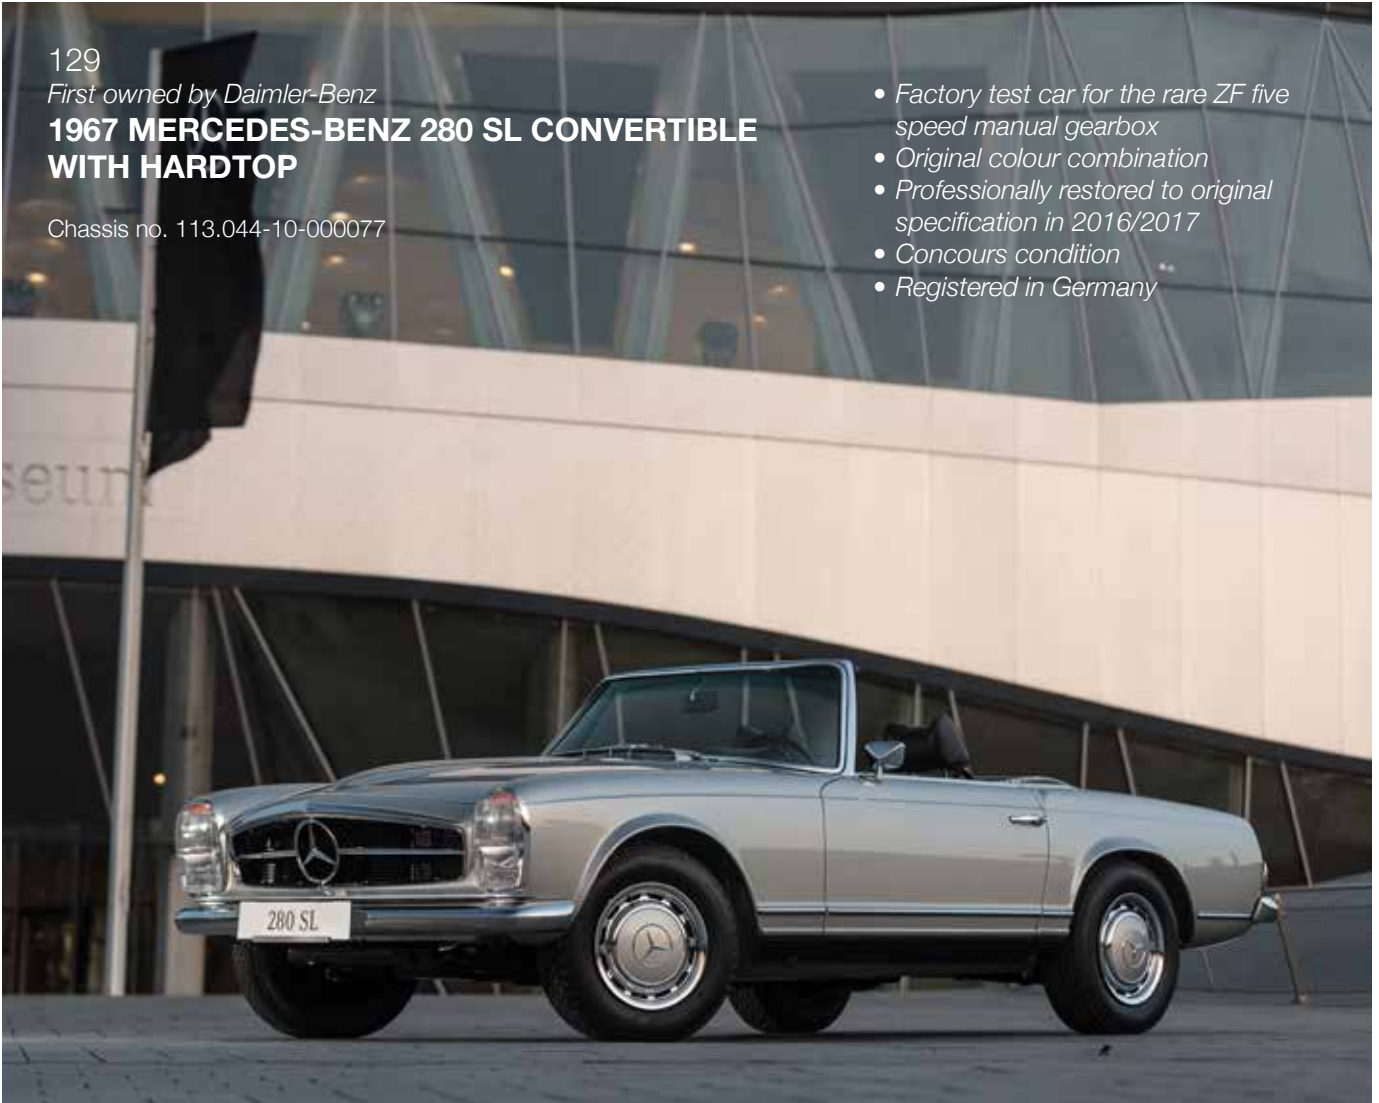 129
First owned by Daimler-Benz
1967 MERCEDES-BENZ 280 SL CONVERTIBLE
WITH HARDTOP
Chassis no. 113.044-10-000077
• Factory test car for the rare ZF five
speed manual gearbox
• Original colour combination
• Professionally restored to original
specification in 2016/2017
• Concours condition
• Registered in Germany
seum
280 SL